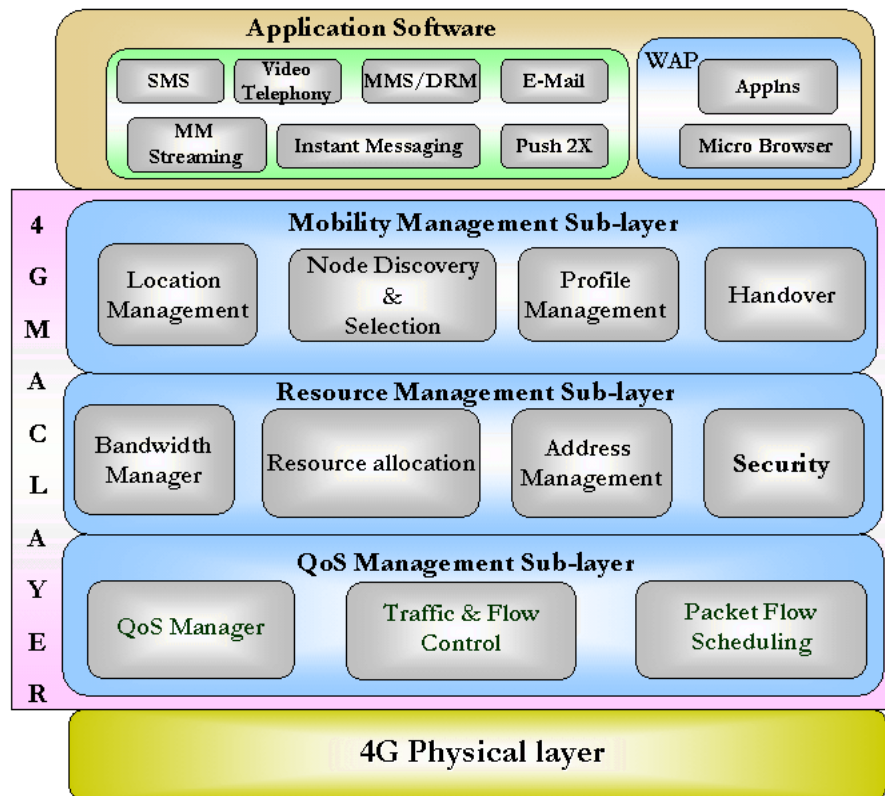 Application Software
SMS
Video
Telephony
MMS/DRM
E-Mail
MM
Streaming
Instant Messaging
Push 2X
WAP
AppIns
Micro Browser
4
G
M
A
C
L
A
Y
E
R
Mobility Management Sub-layer
Location
Management
Node Discovery
&
Selection
Profile
Management
Handover
Resource Management Sub-layer
Bandwidth
Manager
Resource allocation
Address
Management
Security
QoS Management Sub-layer
QoS Manager
Traffic & Flow
Control
Packet Flow
Scheduling
4G Physical layer